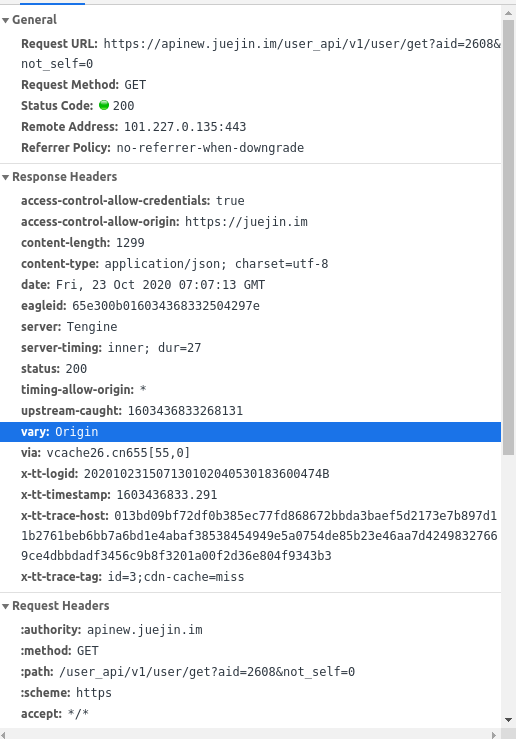 General
Request URL: https://apinew.juejin.im/user_api/v1/user/get?aid=2608&
not_self=0
Request Method: GET
Status Code: 200
Remote Address: 101.227.0.135:443
Referrer Policy: no-referrer-when-downgrade
Response Headers
access-control-allow-credentials: true
access-control-allow-origin: https://juejin.im
content-length: 1299
content-type: application/json; charset=utf-8
date: Fri, 23 Oct 2020 07:07:13 GMT
eagleid: 65e300b016034368332504297e
server: Tengine
server-timing: inner; dur=27
status: 200
timing-allow-origin: *
upstream-caught: 1603436833268131
vary: Origin
via: vcache26.cn655[55,0]
x-tt-logid: 202010231507130102040530183600474B
x-tt-timestamp: 1603436833.291
x-tt-trace-host: 013bd09bf72df0b385ec77fd868672bbda3baef5d2173e7b897d1
1b2761beb6bb7a6bd1e4abaf38538454949e5a0754de85b23e46aa7d4249832766
9ce4dbbdadf3456c9b8f3201a00f2d36e804f9343b3
x-tt-trace-tag: id=3;cdn-cache=miss
Request Headers
:authority: apinew.juejin.im
:method: GET
:path: /user_api/v1/user/get?aid=2608&not_self=0
:scheme: https
accept: */*